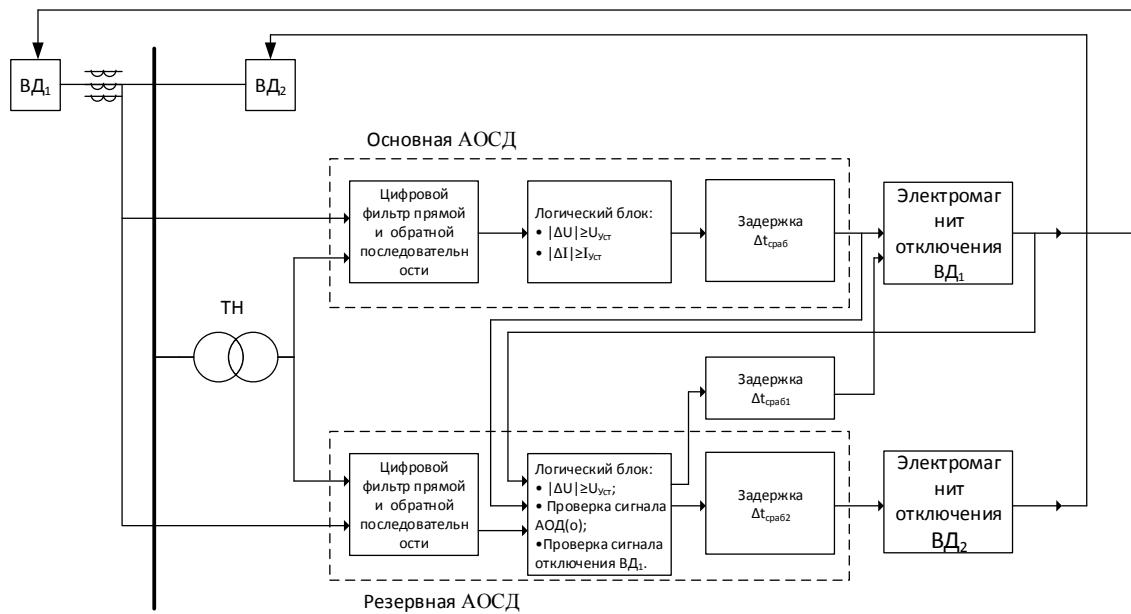 ВД₁
ВД₂
Основная АОСД
Цифровой
фильтр прямой
и обратной
последовательн
ости
Логический блок:
• |ΔU|≥Uуст
• |ΔI|≥Iуст
Задержка
Δtсраб
Электромаг
нит
отключения
ВД₁
ТН
Задержка
Δtсраб1
Цифровой
фильтр прямой
и обратной
последовательн
ости
Логический блок:
• |ΔU|≥Uуст;
• Проверка сигнала
АОД(о);
•Проверка сигнала
отключения ВД₁.
Задержка
Δtсраб2
Электромаг
нит
отключения
ВД₂
Резервная АОСД